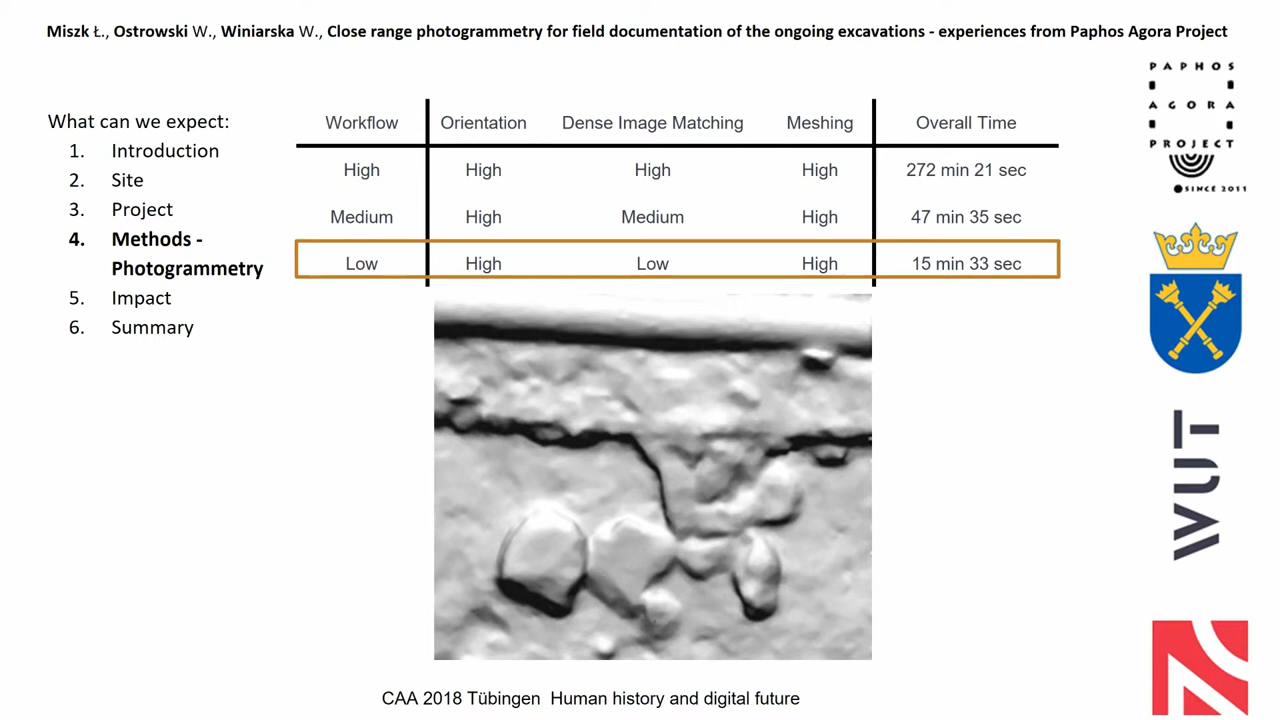 Miszk Ł., Ostrowski W., Winiarska W., Close range photogrammetry for field documentation of the ongoing excavations - experiences from Paphos Agora Project
What can we expect:
1. Introduction
2. Site
3. Project
4. Methods -
Photogrammetry
5. Impact
6. Summary
Workflow Orientation Dense Image Matching Meshing Overall Time
High High High High 272 min 21 sec
Medium High Medium High 47 min 35 sec
Low High Low High 15 min 33 sec
PAPHOS
AGORA
PROJECT
SINCE 2011
WUT
CAA 2018 Tübingen Human history and digital future